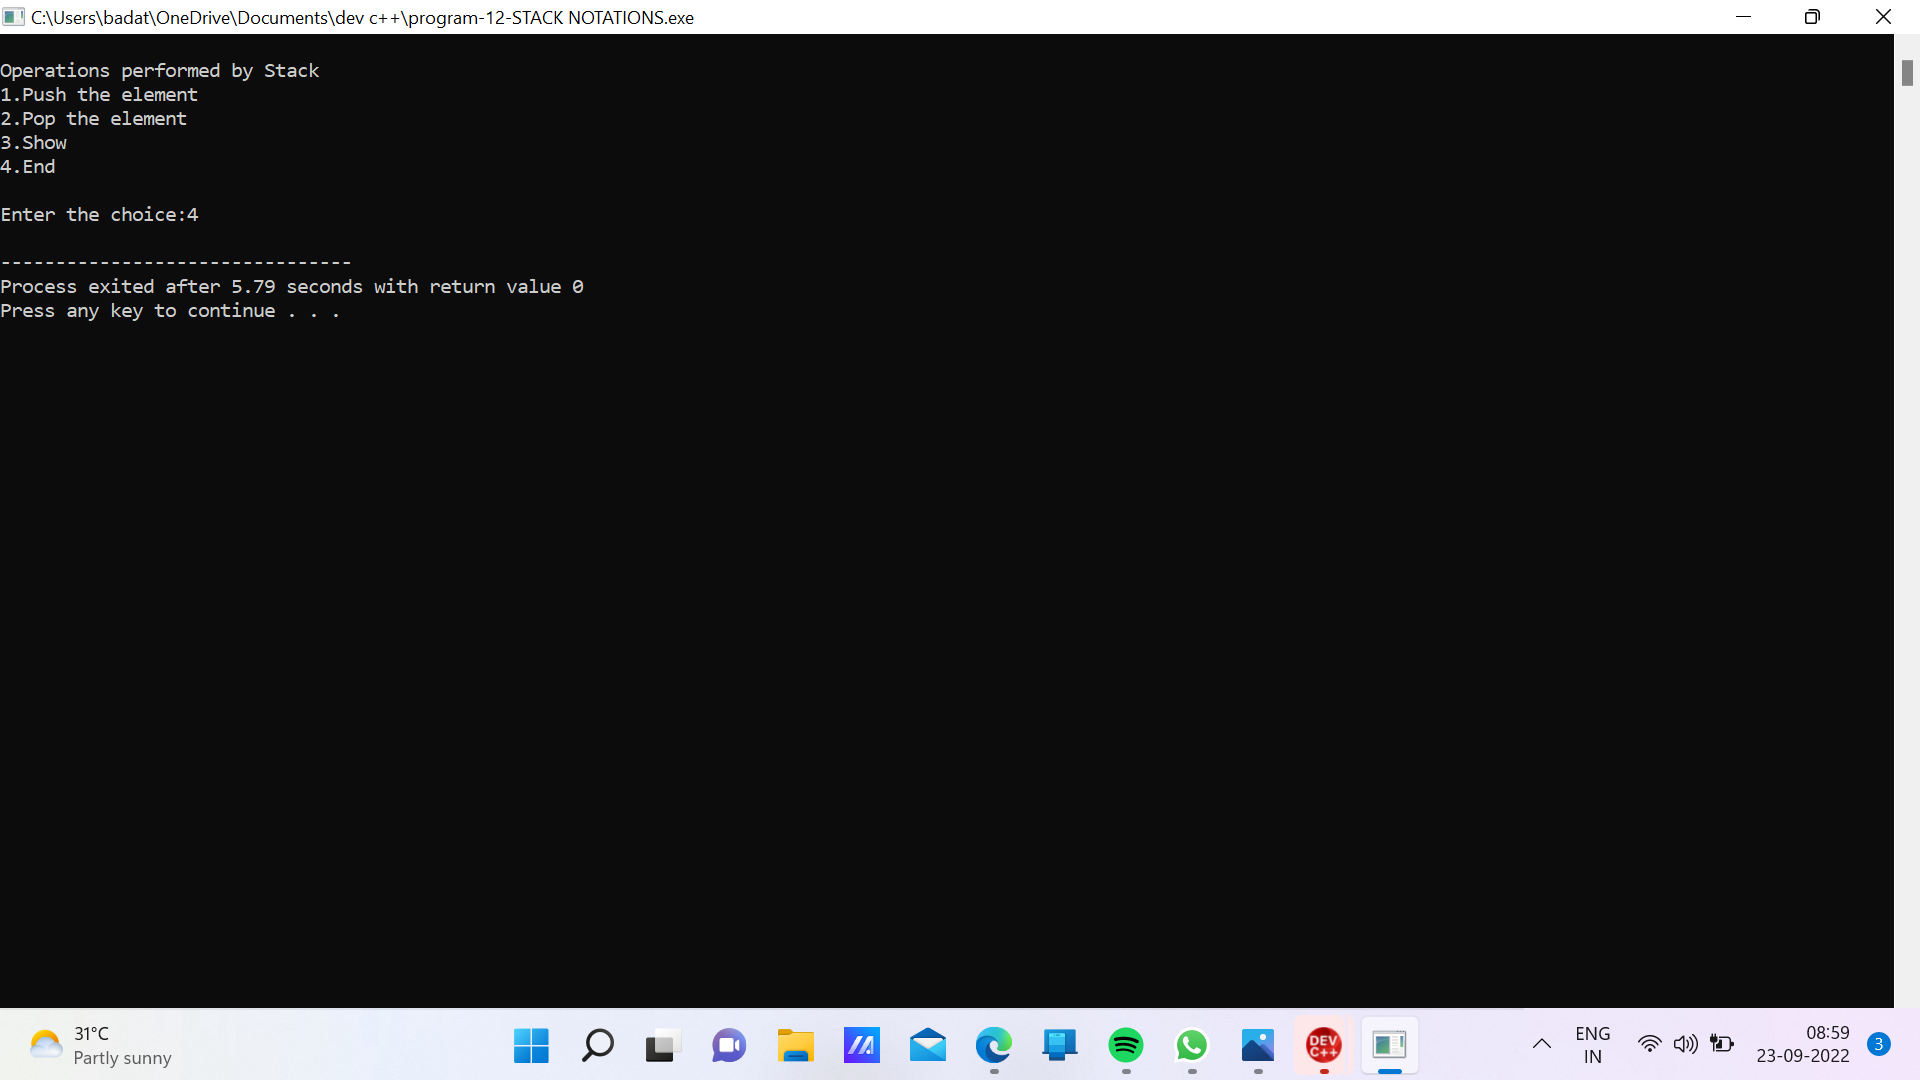 C:\Users\badat\OneDrive\Documents\dev c++\program-12-STACK NOTATIONS.exe
Operations performed by Stack
1.Push the element
2.Pop the element
3.Show
4.End
Enter the choice:4
--------------------------------
Process exited after 5.79 seconds with return value 0
Press any key to continue . . .
31°C
Partly sunny
DEV
C++
ENG
IN
08:59
23-09-2022
3